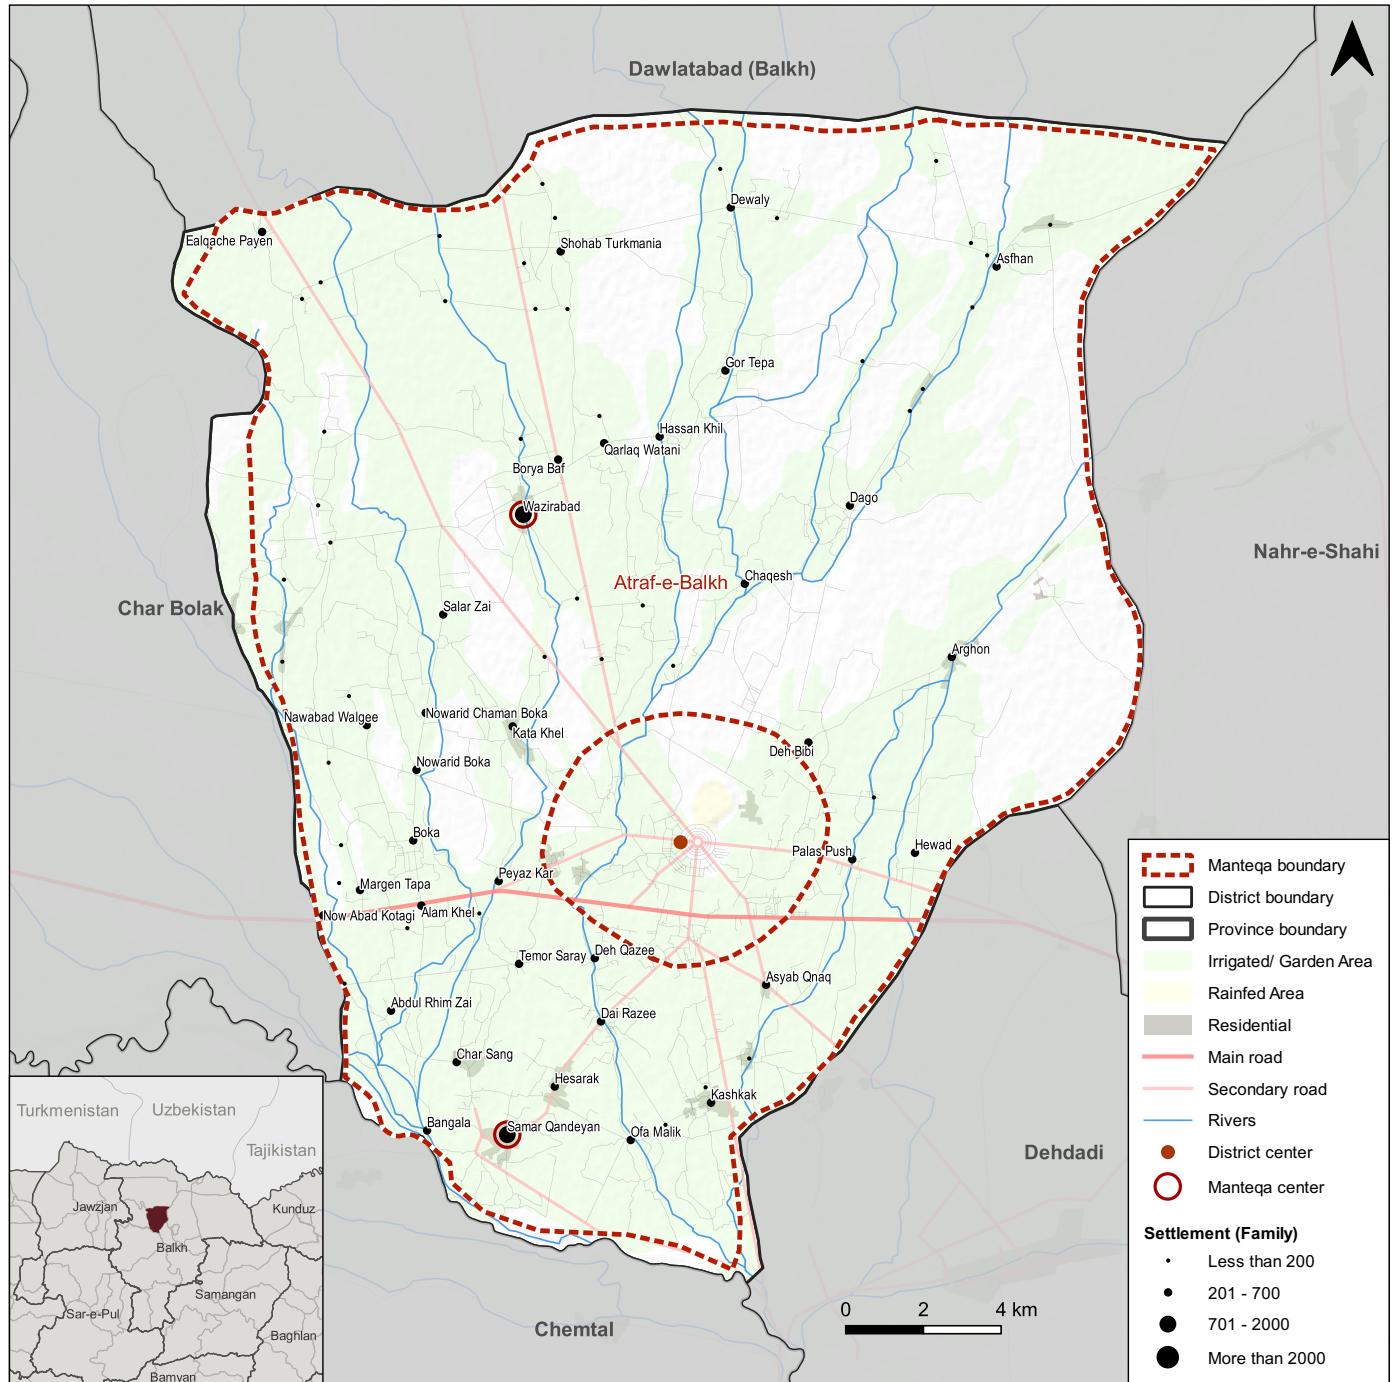 Dawlatabad (Balkh)
Dewaly
Ealqache Payen
Shohab Turkmania
Asfhan
Gor Tepa
Hassan Khil
Qarlaq Watani
Borya Baf
Wazirabad
Dago
Nahr-e-Shahi
Atraf-e-Balkh
Chaqesh
Char Bolak
Salar Zai
Arghon
Nawabad Walgee
Nowarid Chaman Boka
Kata Khel
Deh Bibi
Nowarid Boka
Boka
Palas Push
Hewad
Peyaz Kar
Margen Tapa
Now Abad Kotagi
Alam Khel
Temor Saray
Deh Qazee
Asyab Qnaq
Abdul Rhim Zai
Dai Razee
Char Sang
Hesarak
Kashkak
Bangala
Samar Qandeyan
Ofa Malik
Dehdadi
Chemtal
0 2 4 km
Manteqa boundary
District boundary
Province boundary
Irrigated/ Garden Area
Rainfed Area
Residential
Main road
Secondary road
Rivers
District center
Manteqa center
Settlement (Family)
Less than 200
201 - 700
701 - 2000
More than 2000
Turkmenistan
Uzbekistan
Tajikistan
Jawzjan
Kunduz
Balkh
Samangan
Sar-e-Pul
Baghlan
Bamyan